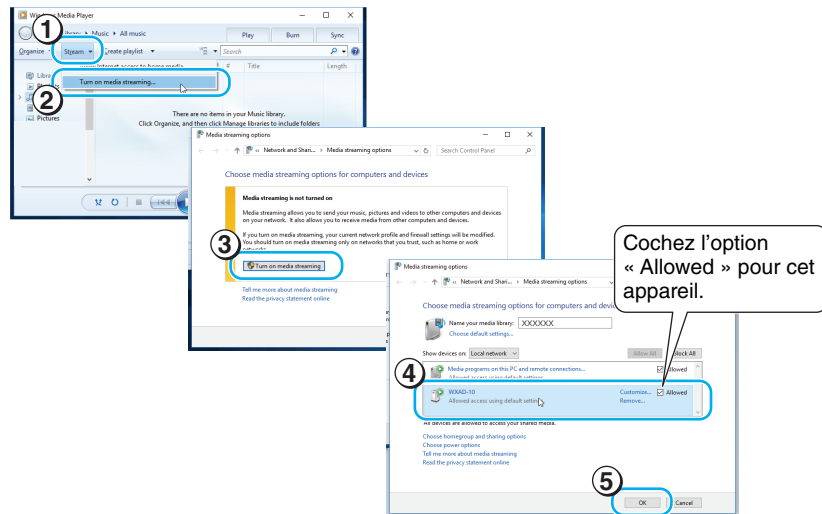 Windows Media Player
1
Library ▸ Music ▸ All music
Play
Burn
Sync
Organize
Stream
Create playlist
Search
Internet access to home media
#
Title
Length
Turn on media streaming...
2
Pictures
There are no items in your Music library.
Click Organize, and then click Manage libraries to include folders
Media streaming options
« Network and Shari... › Media streaming options
Search Control Panel
Choose media streaming options for computers and devices
Media streaming is not turned on
Media streaming allows you to send your music, pictures and videos to other computers and devices
on your network. It also allows you to receive media from other computers and devices.
If you turn on media streaming, your current network profile and firewall settings will be modified.
You should turn on media streaming only on networks that you trust, such as home or work
networks.
3
Turn on media streaming
Tell me more about media streaming
Read the privacy statement online
Cochez l’option
« Allowed » pour cet
appareil.
Media streaming options
« Network and Shari... › Media streaming options
Choose media streaming options for computers and
Name your media library: XXXXXX
Choose default settings...
Show devices on: Local network
Allow All
Block All
4
Media programs on this PC and remote connections...
Allowed
Allowed access using default settings
WXAD-10
Customize...
Allowed
Allowed access using default settings
Remove...
All devices are allowed to access your shared media.
Choose homegroup and sharing options
Choose power options
Tell me more about media streaming
Read the privacy statement online
5
OK
Cancel